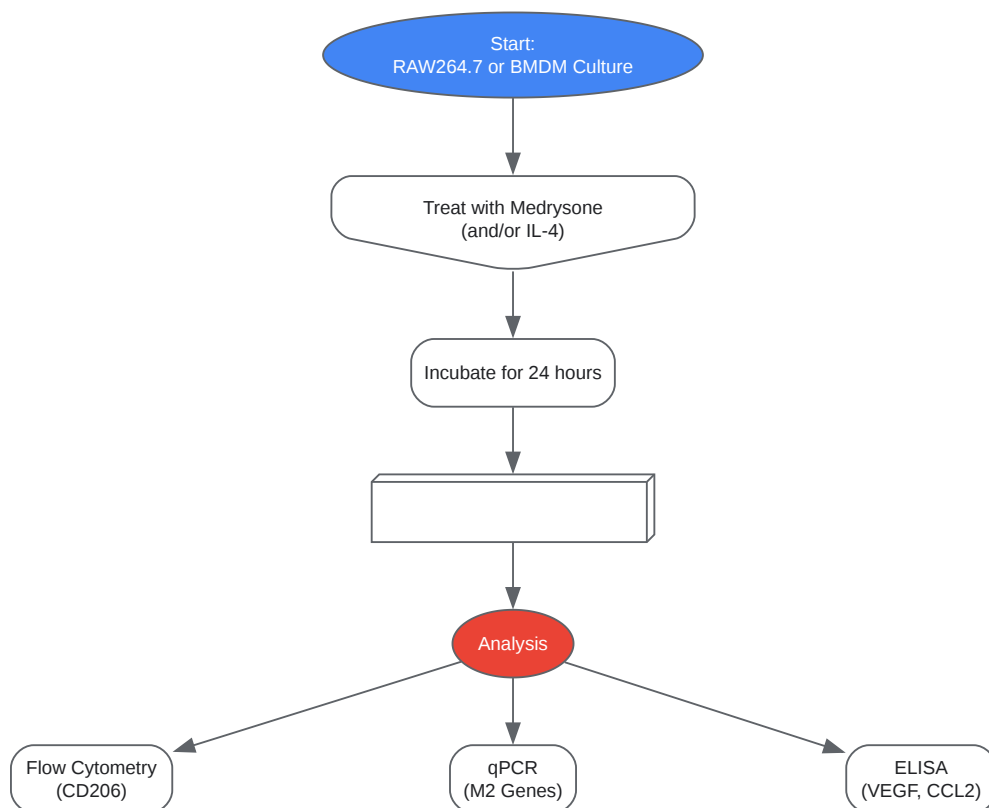 Start:
RAW264.7 or BMDM Culture
Treat with Medrysone
(and/or IL-4)
Incubate for 24 hours
Analysis
Flow Cytometry
(CD206)
qPCR
(M2 Genes)
ELISA
(VEGF, CCL2)